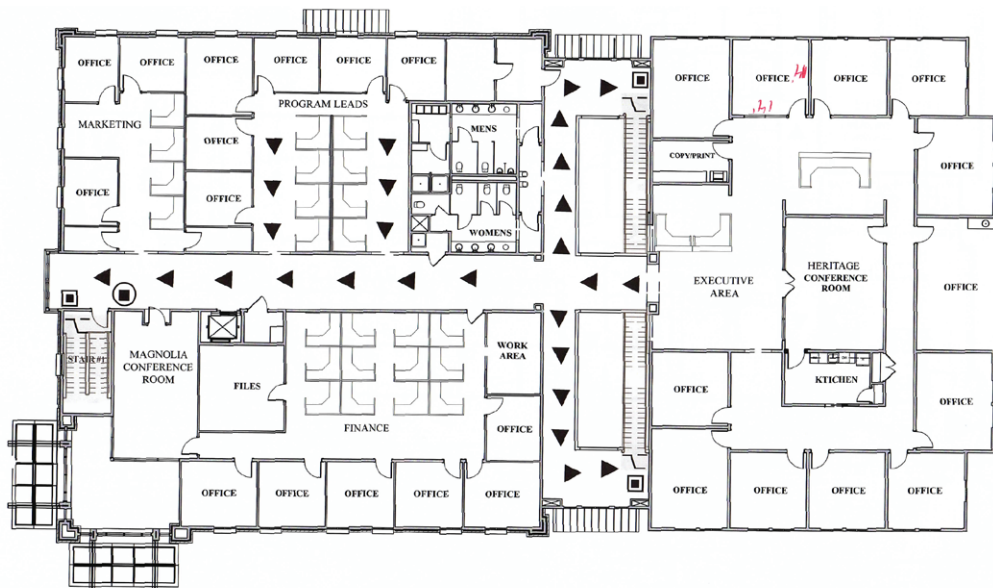 OFFICE
OFFICE
OFFICE
OFFICE
OFFICE
OFFICE
OFFICE
OFFICE
OFFICE
OFFICE
PROGRAM LEADS
MARKETING
OFFICE
MENS
COPY/PRINT
OFFICE
OFFICE
OFFICE
OFFICE
WOMENS
EXECUTIVE
AREA
HERITAGE
CONFERENCE
ROOM
OFFICE
STAIR #1
MAGNOLIA
CONFERENCE
ROOM
WORK
AREA
FILES
KTICHEN
OFFICE
OFFICE
FINANCE
OFFICE
OFFICE
OFFICE
OFFICE
OFFICE
OFFICE
OFFICE
OFFICE
OFFICE
OFFICE